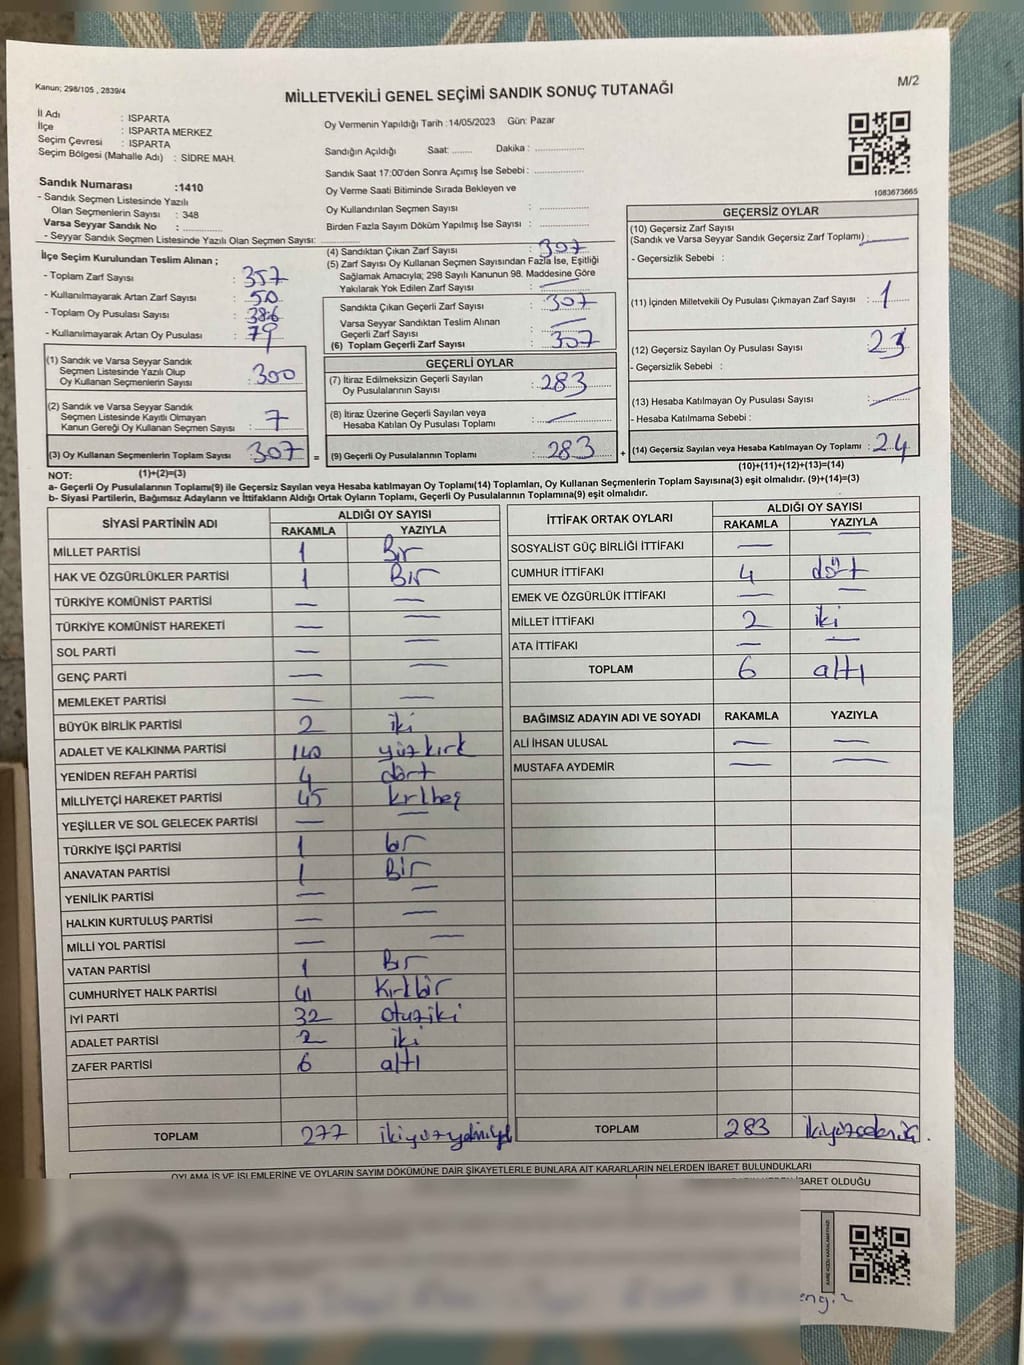 Kanun; 298/105 , 2839/4
M/2
MİLLETVEKİLİ GENEL SEÇİMİ SANDIK SONUÇ TUTANAĞI
İl Adı : ISPARTA
İlçe : ISPARTA MERKEZ
Seçim Çevresi : ISPARTA
Seçim Bölgesi (Mahalle Adı) : SİDRE MAH.
Sandık Numarası :1410
- Sandık Seçmen Listesinde Yazılı
Olan Seçmenlerin Sayısı : 348
Varsa Seyyar Sandık No : ..............
- Seyyar Sandık Seçmen Listesinde Yazılı Olan Seçmen Sayısı: ..............
Oy Vermenin Yapıldığı Tarih :14/05/2023 Gün: Pazar
Sandığın Açıldığı Saat: ....... Dakika : ..............
Sandık Saat 17:00'den Sonra Açımış İse Sebebi : ..............
Oy Verme Saati Bitiminde Sırada Bekleyen ve
Oy Kullandırılan Seçmen Sayısı : ..............
Birden Fazla Sayım Döküm Yapılmış İse Sayısı : ..............
1083673665
İlçe Seçim Kurulundan Teslim Alınan ;
- Toplam Zarf Sayısı : 357
- Kullanılmayarak Artan Zarf Sayısı : 50
- Toplam Oy Pusulası Sayısı : 386
- Kullanılmayarak Artan Oy Pusulası : 79
(1) Sandık ve Varsa Seyyar Sandık
Seçmen Listesinde Yazılı Olup
Oy Kullanan Seçmenlerin Sayısı : 300
(2) Sandık ve Varsa Seyyar Sandık
Seçmen Listesinde Kayıtlı Olmayan
Kanun Gereği Oy Kullanan Seçmen Sayısı : 7
(3) Oy Kullanan Seçmenlerin Toplam Sayısı : 307 =
(1)+(2)=(3)
(4) Sandıktan Çıkan Zarf Sayısı : 307
(5) Zarf Sayısı Oy Kullanan Seçmen Sayısından Fazla İse, Eşitliği
Sağlamak Amacıyla; 298 Sayılı Kanunun 98. Maddesine Göre
Yakılarak Yok Edilen Zarf Sayısı : —
Sandıkta Çıkan Geçerli Zarf Sayısı : 307
Varsa Seyyar Sandıktan Teslim Alınan
Geçerli Zarf Sayısı : —
(6) Toplam Geçerli Zarf Sayısı : 307
GEÇERLİ OYLAR
(7) İtiraz Edilmeksizin Geçerli Sayılan
Oy Pusulalarının Sayısı : 283
(8) İtiraz Üzerine Geçerli Sayılan veya
Hesaba Katılan Oy Pusulası Toplamı : —
(9) Geçerli Oy Pusulalarının Toplamı : 283 +
GEÇERSİZ OYLAR
(10) Geçersiz Zarf Sayısı
(Sandık ve Varsa Seyyar Sandık Geçersiz Zarf Toplamı) : —
- Geçersizlik Sebebi :
(11) İçinden Milletvekili Oy Pusulası Çıkmayan Zarf Sayısı : 1
(12) Geçersiz Sayılan Oy Pusulası Sayısı : 23
- Geçersizlik Sebebi :
(13) Hesaba Katılmayan Oy Pusulası Sayısı : —
- Hesaba Katılmama Sebebi :
(14) Geçersiz Sayılan veya Hesaba Katılmayan Oy Toplamı : 24
(10)+(11)+(12)+(13)=(14)
NOT:
a- Geçerli Oy Pusulasının Toplamı(9) ile Geçersiz Sayılan veya Hesaba katılmayan Oy Toplamı(14) Toplamları, Oy Kullanan Seçmenlerin Toplam Sayısına(3) eşit olmalıdır. (9)+(14)=(3)
b- Siyasi Partilerin, Bağımsız Adayların ve İttifakların Aldığı Ortak Oyların Toplamı, Geçerli Oy Pusulalarının Toplamına(9) eşit olmalıdır.
SİYASİ PARTİNİN ADI ALDIĞI OY SAYISI
RAKAMLA YAZIYLA
MİLLET PARTİSİ 1 Bir
HAK VE ÖZGÜRLÜKLER PARTİSİ 1 Bir
TÜRKİYE KOMÜNİST PARTİSİ — —
TÜRKİYE KOMÜNİST HAREKETİ — —
SOL PARTİ — —
GENÇ PARTİ — —
MEMLEKET PARTİSİ — —
BÜYÜK BİRLİK PARTİSİ 2 iki
ADALET VE KALKINMA PARTİSİ 140 yüzkırk
YENİDEN REFAH PARTİSİ 4 dört
MİLLİYETÇİ HAREKET PARTİSİ 45 kırkbeş
YEŞİLLER VE SOL GELECEK PARTİSİ — —
TÜRKİYE İŞÇİ PARTİSİ 1 bir
ANAVATAN PARTİSİ 1 Bir
YENİLİK PARTİSİ — —
HALKIN KURTULUŞ PARTİSİ — —
MİLLİ YOL PARTİSİ — —
VATAN PARTİSİ 1 Bir
CUMHURİYET HALK PARTİSİ 41 Kırkbir
İYİ PARTİ 32 otuziki
ADALET PARTİSİ 2 iki
ZAFER PARTİSİ 6 altı
TOPLAM 277 ikiyüzyetmişyedi
İTTİFAK ORTAK OYLARI ALDIĞI OY SAYISI
RAKAMLA YAZIYLA
SOSYALİST GÜÇ BİRLİĞİ İTTİFAKI — —
CUMHUR İTTİFAKI 4 dört
EMEK VE ÖZGÜRLÜK İTTİFAKI — —
MİLLET İTTİFAKI 2 iki
ATA İTTİFAKI — —
TOPLAM 6 altı
BAĞIMSIZ ADAYIN ADI VE SOYADI RAKAMLA YAZIYLA
ALİ İHSAN ULUSAL — —
MUSTAFA AYDEMİR — —
TOPLAM 283 ikiyüzseksenüç.
OYLAMA İŞ VE İŞLEMLERİNE VE OYLARIN SAYIM DÖKÜMÜNE DAİR ŞİKAYETLERLE BUNLARA AİT KARARLARIN NELERDEN İBARET BULUNDUKLARI
İBARET OLDUĞU